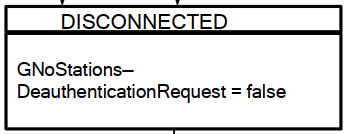 DISCONNECTED
GNoStations–
DeauthenticationRequest = false